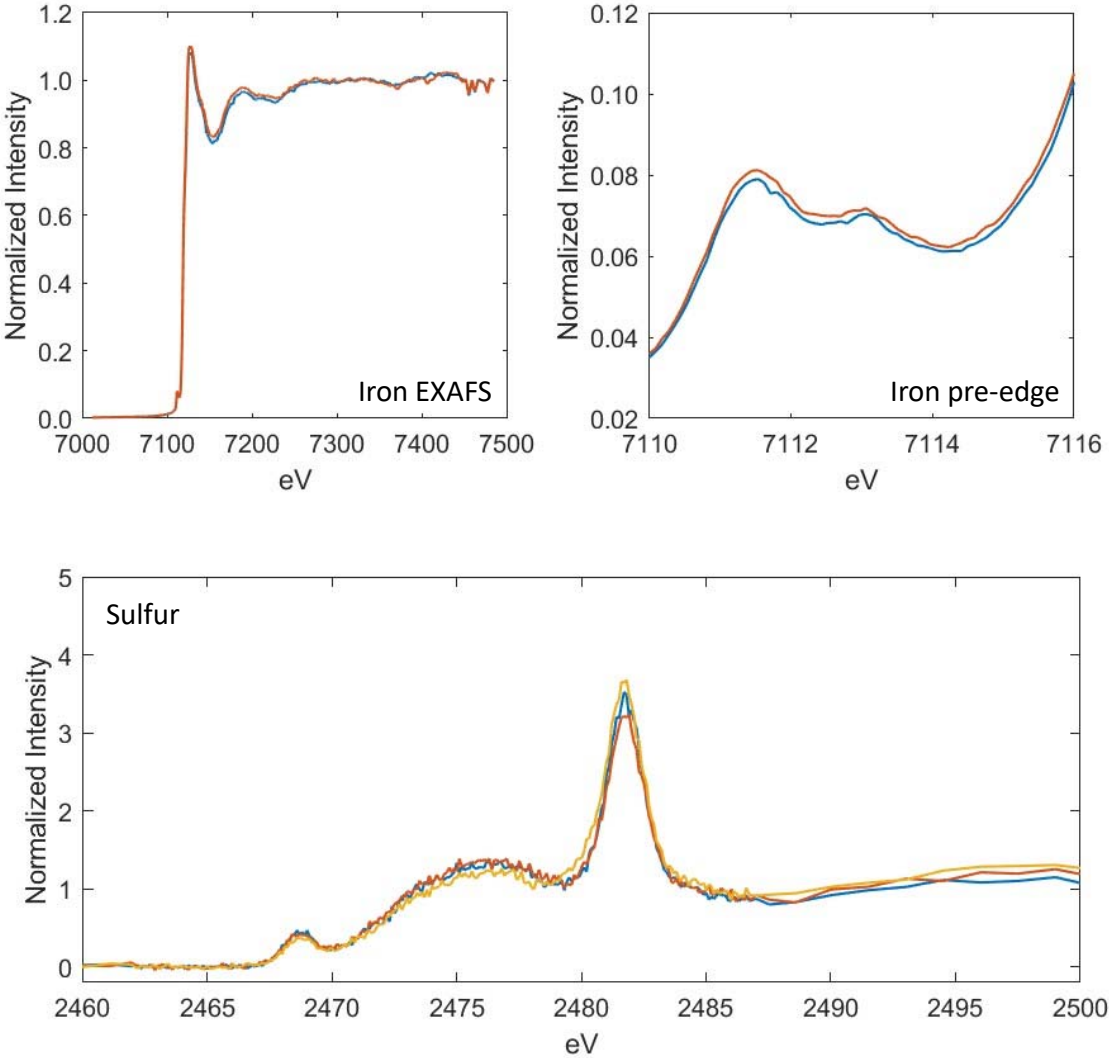 1.2
1.0
0.8
0.6
0.4
0.2
0.0
Normalized Intensity
Iron EXAFS
7000 7100 7200 7300 7400 7500
eV
0.12
0.10
0.08
0.06
0.04
0.02
Normalized Intensity
Iron pre-edge
7110 7112 7114 7116
eV
5
4
3
2
1
0
Normalized Intensity
Sulfur
2460 2465 2470 2476 2480 2485 2490 2495 2500
eV